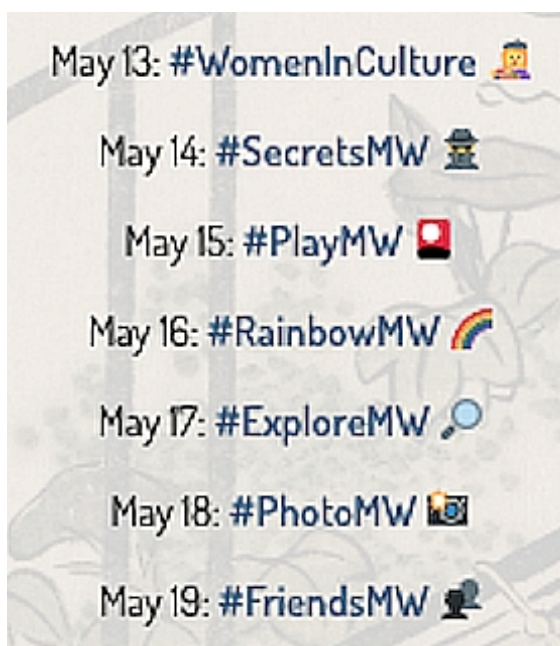 May 13: #WomenInCulture 👩‍🎨
May 14: #SecretsMW 🕵️
May 15: #PlayMW 🚨
May 16: #RainbowMW 🌈
May 17: #ExploreMW 🔎
May 18: #PhotoMW 📸
May 19: #FriendsMW 👥